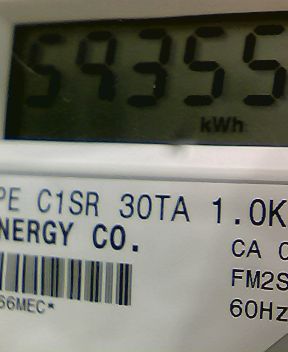 59355
kWh
PE C1SR 30TA 1.0K
NERGY CO.
CA
FM2S
66MEC*
60Hz